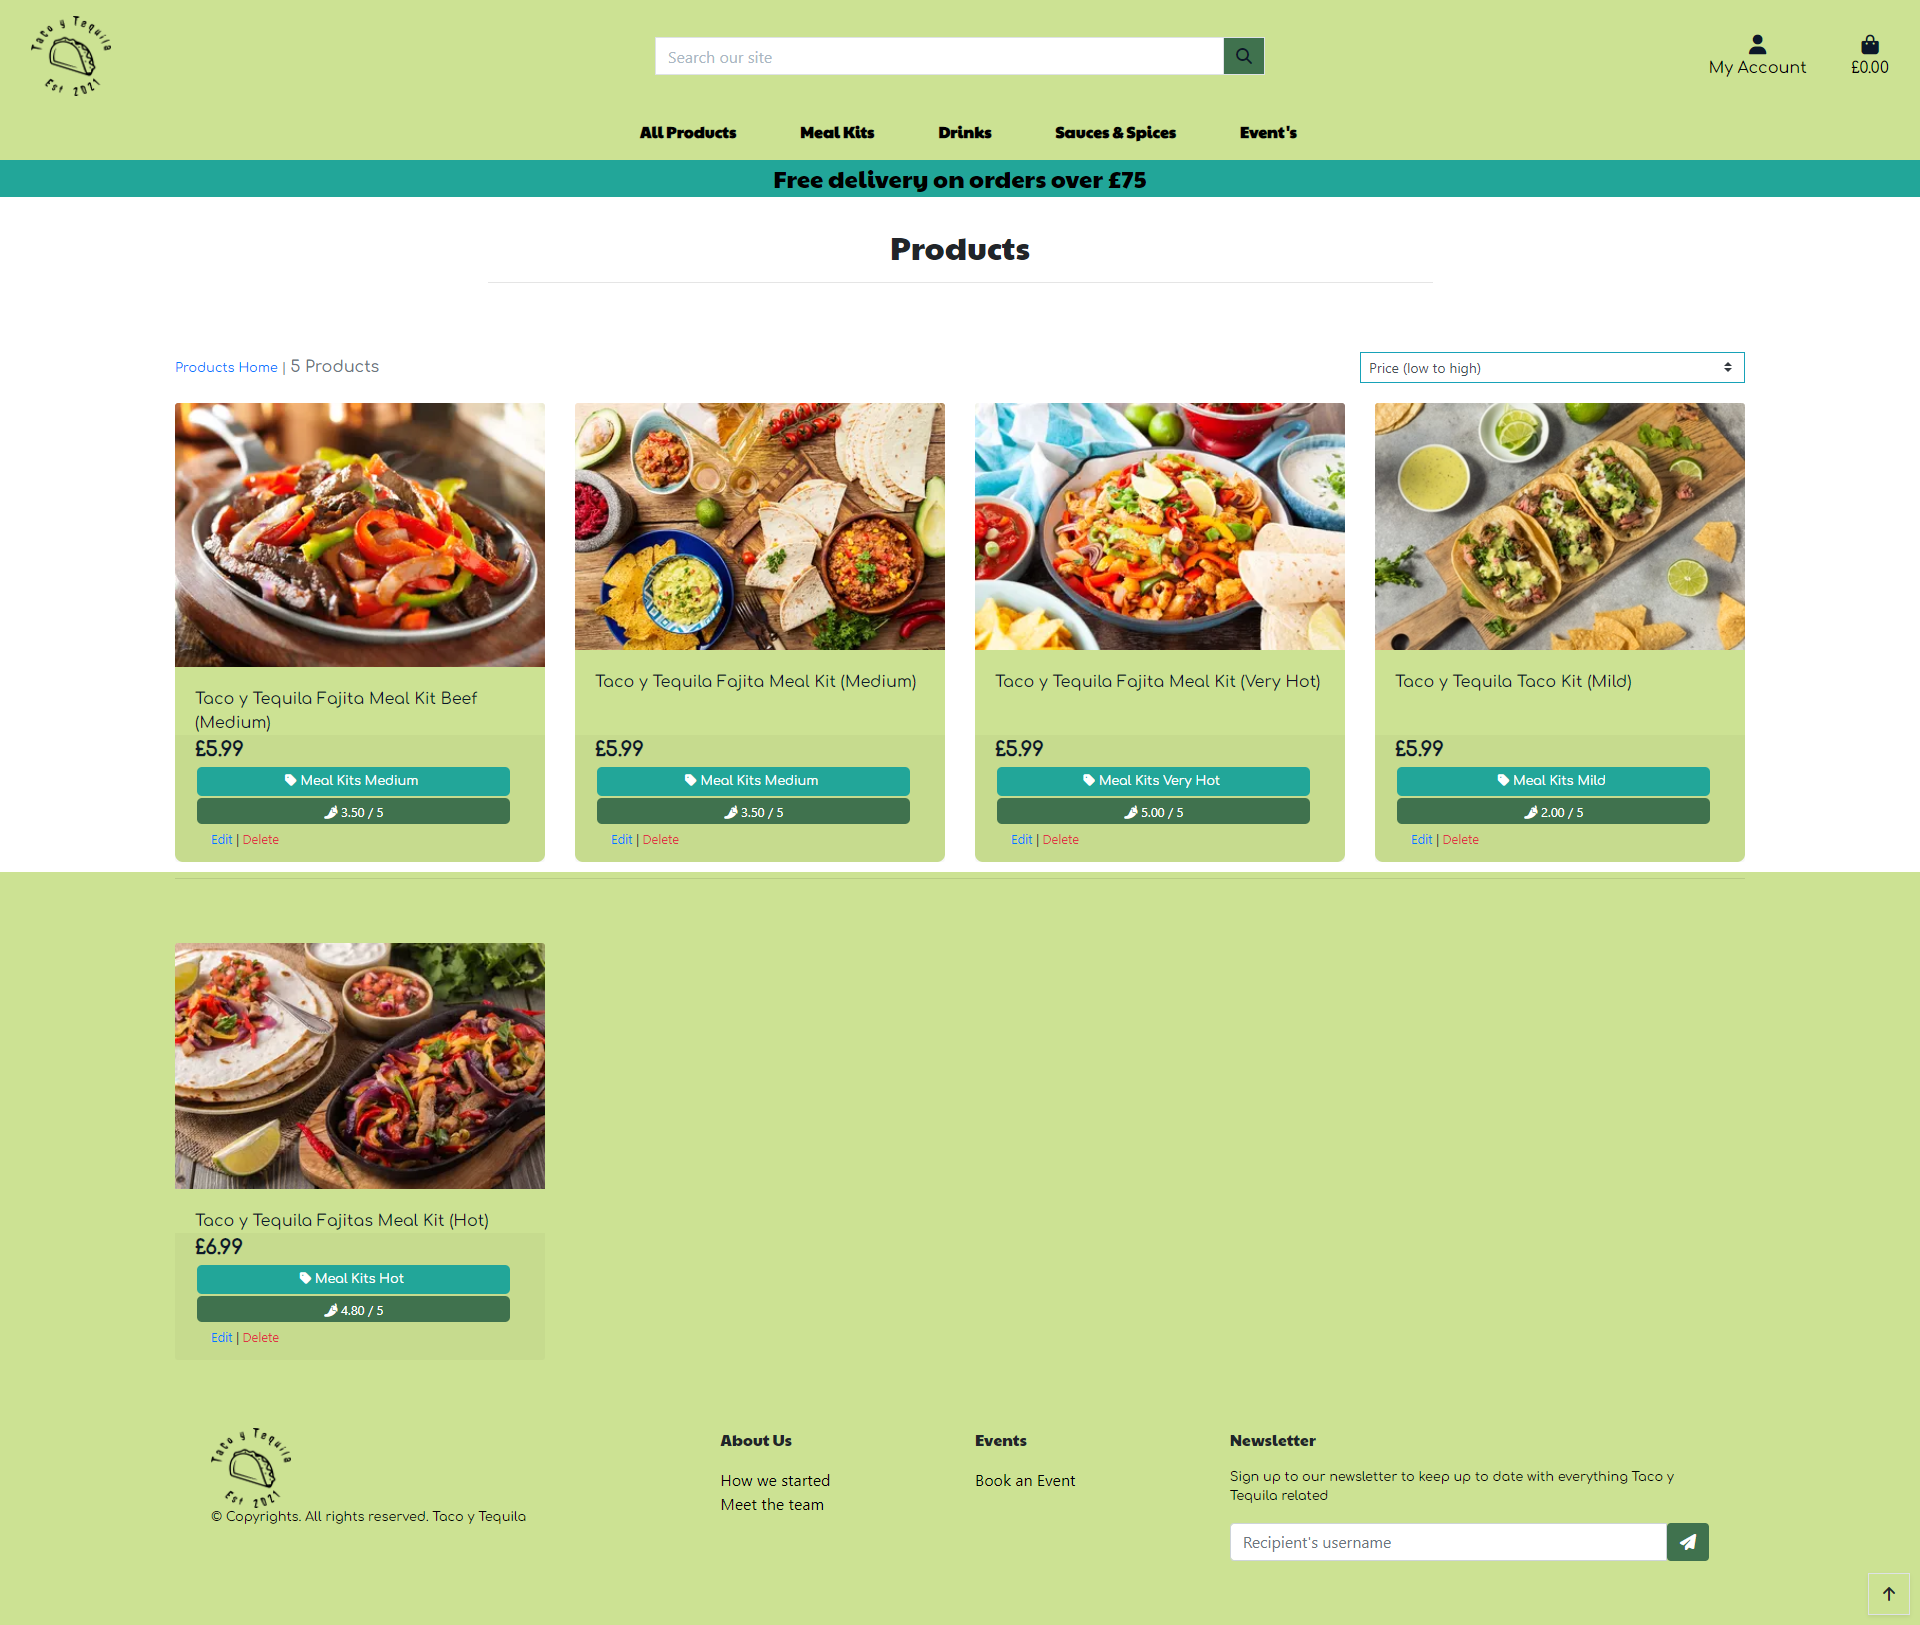 Taco y Tequila
Est 2021
Search our site
My Account
£0.00
All Products
Meal Kits
Drinks
Sauces & Spices
Event's
Free delivery on orders over £75
Products
Products Home | 5 Products
Price (low to high)
Taco y Tequila Fajita Meal Kit Beef
(Medium)
£5.99
Meal Kits Medium
3.50 / 5
Edit | Delete
Taco y Tequila Fajita Meal Kit (Medium)
£5.99
Meal Kits Medium
3.50 / 5
Edit | Delete
Taco y Tequila Fajita Meal Kit (Very Hot)
£5.99
Meal Kits Very Hot
5.00 / 5
Edit | Delete
Taco y Tequila Taco Kit (Mild)
£5.99
Meal Kits Mild
2.00 / 5
Edit | Delete
Taco y Tequila Fajitas Meal Kit (Hot)
£6.99
Meal Kits Hot
4.80 / 5
Edit | Delete
Taco y Tequila
Est 2021
© Copyrights. All rights reserved. Taco y Tequila
About Us
How we started
Meet the team
Events
Book an Event
Newsletter
Sign up to our newsletter to keep up to date with everything Taco y
Tequila related
Recipient's username